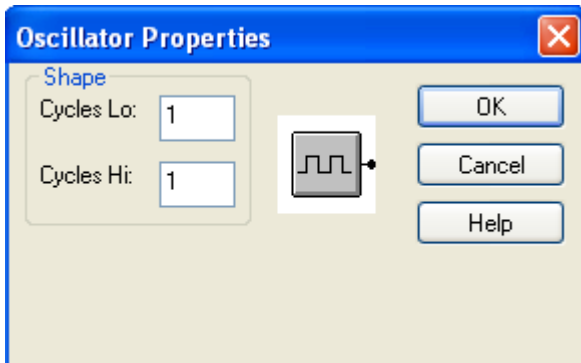 Oscillator Properties
Shape
Cycles Lo: 1
Cycles Hi: 1
OK
Cancel
Help